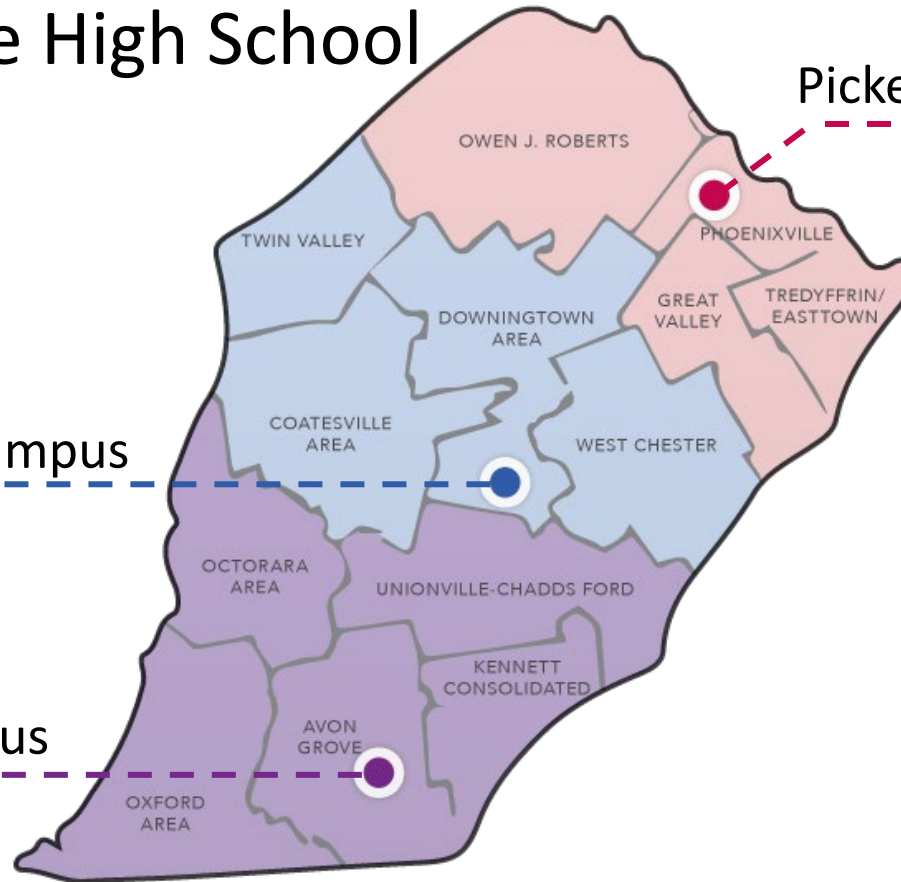 e High School
Picke
OWEN J. ROBERTS
TWIN VALLEY
PHOENIXVILLE
GREAT
VALLEY
TREDYFFRIN/
EASTTOWN
DOWNINGTOWN
AREA
COATESVILLE
AREA
WEST CHESTER
mpus
OCTORARA
AREA
UNIONVILLE-CHADDS FORD
KENNETT
CONSOLIDATED
AVON
GROVE
us
OXFORD
AREA